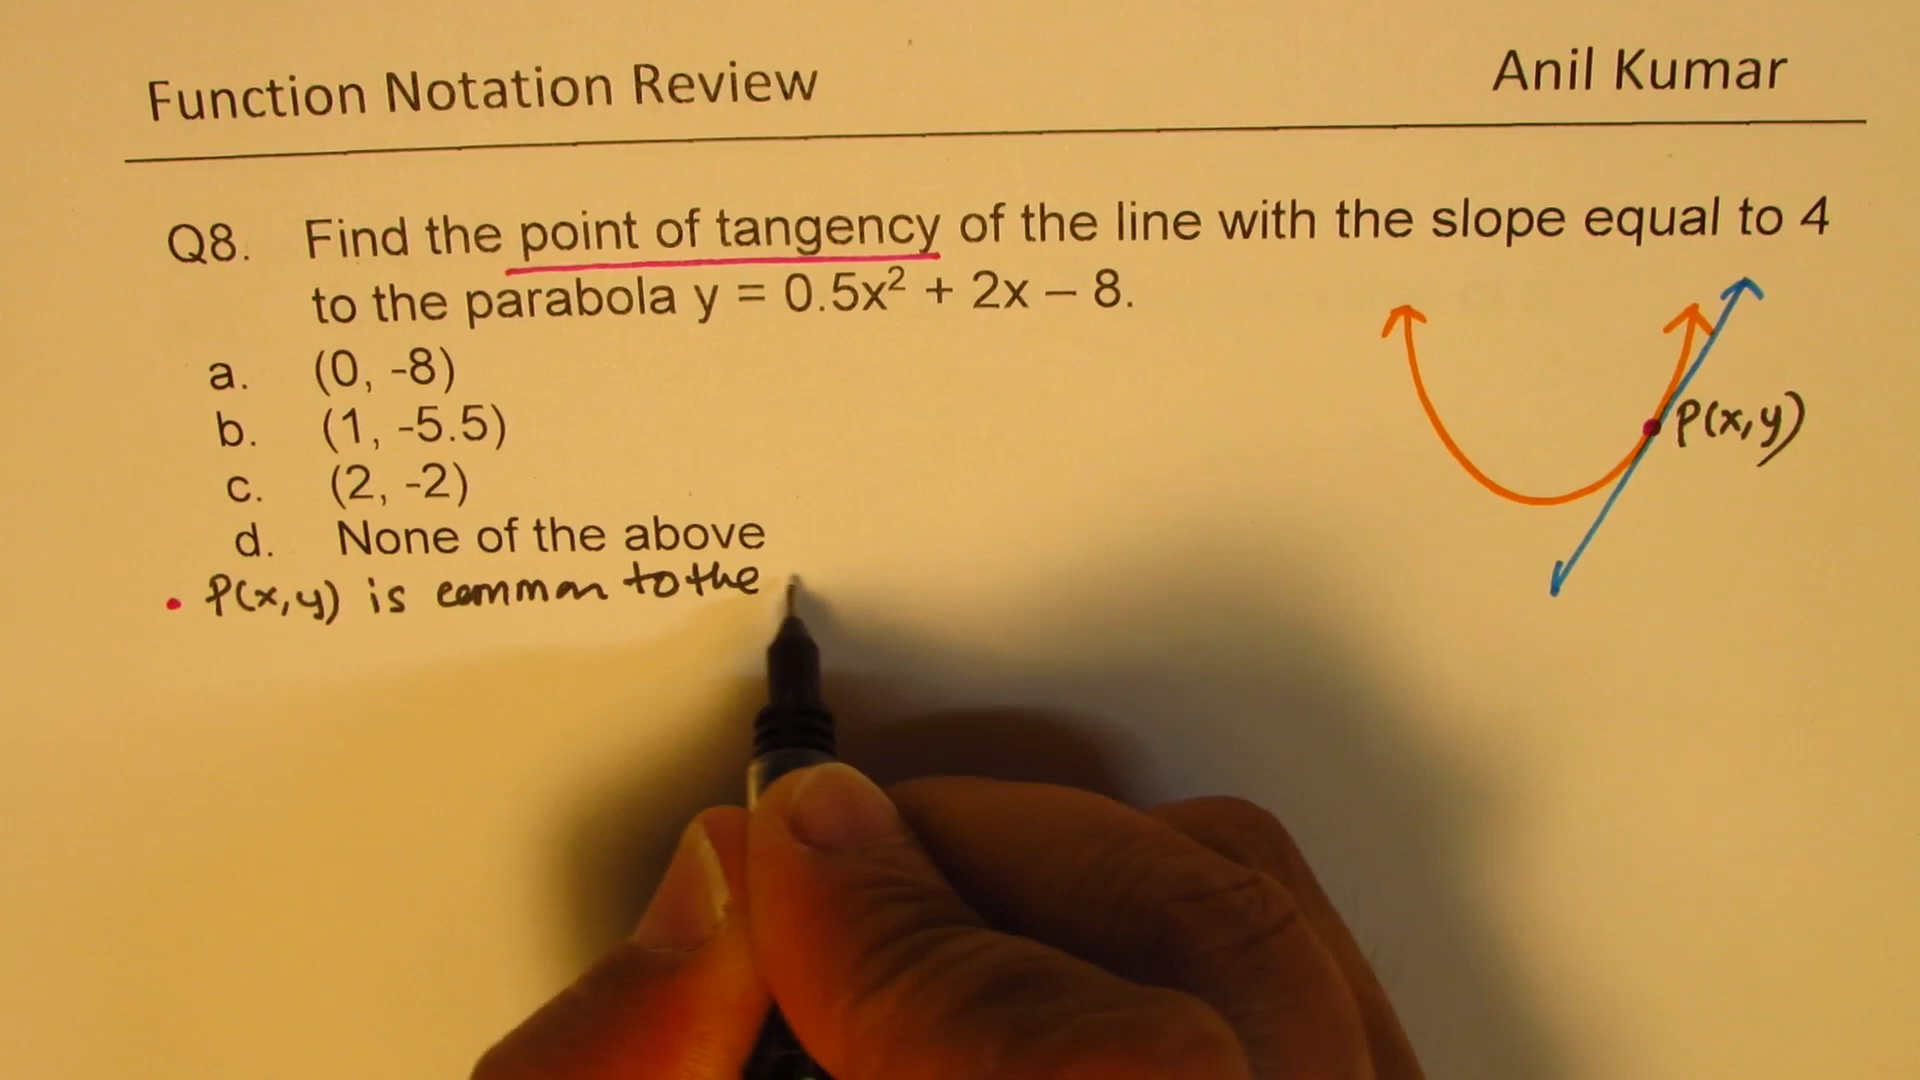 Function Notation Review Anil Kumar
Q8. Find the point of tangency of the line with the slope equal to 4
to the parabola y = 0.5x² + 2x – 8.
a. (0, -8)
b. (1, -5.5)
c. (2, -2)
d. None of the above
• P(x,y) is common to the
P(x,y)